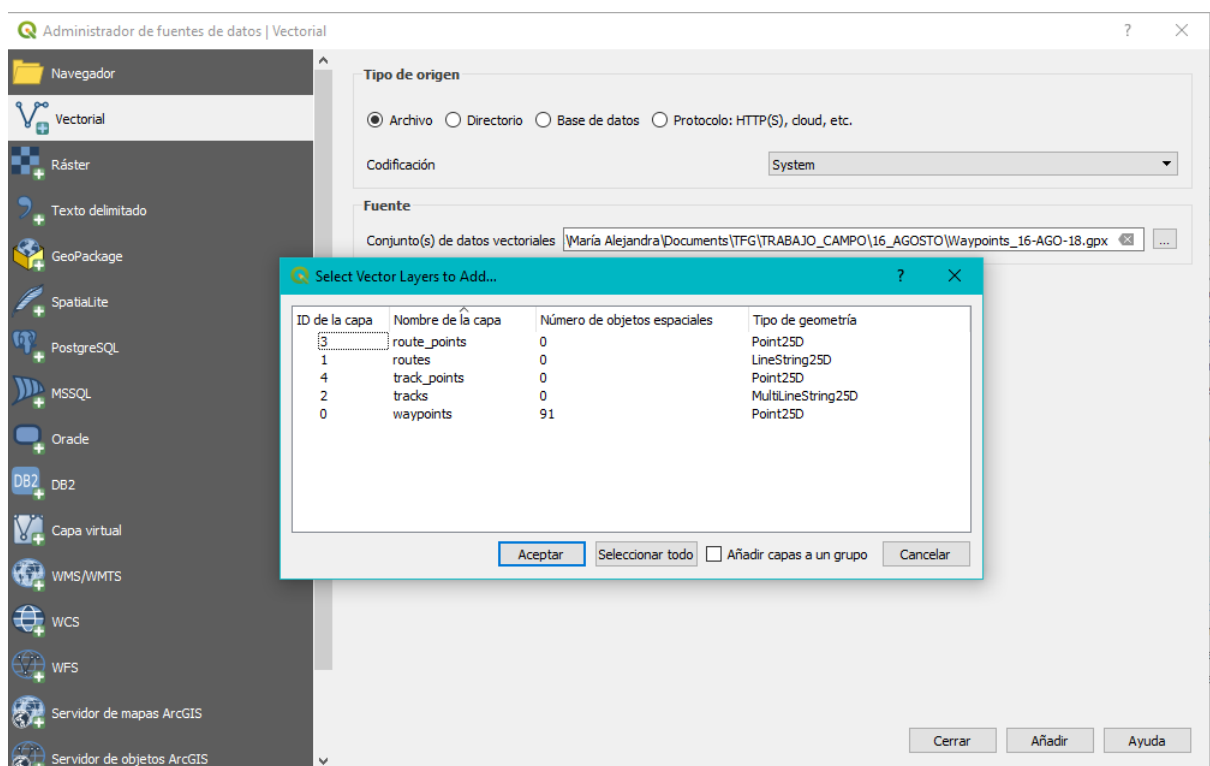 Administrador de fuentes de datos | Vectorial
Navegador
Vectorial
Ráster
Texto delimitado
GeoPackage
SpatiaLite
PostgreSQL
MSSQL
Oracle
DB2 DB2
Capa virtual
WMS/WMTS
WCS
WFS
Servidor de mapas ArcGIS
Servidor de objetos ArcGIS
Tipo de origen
Archivo Directorio Base de datos Protocolo: HTTP(S), cloud, etc.
Codificación System
Fuente
Conjunto(s) de datos vectoriales \María Alejandra\Documents\TFG\TRABAJO_CAMPO\16_AGOSTO\Waypoints_16-AGO-18.gpx ...
Select Vector Layers to Add... ?
ID de la capa Nombre de la capa Número de objetos espaciales Tipo de geometría
3 route_points 0 Point25D
1 routes 0 LineString25D
4 track_points 0 Point25D
2 tracks 0 MultiLineString25D
0 waypoints 91 Point25D
Aceptar Seleccionar todo Añadir capas a un grupo Cancelar
Cerrar Añadir Ayuda